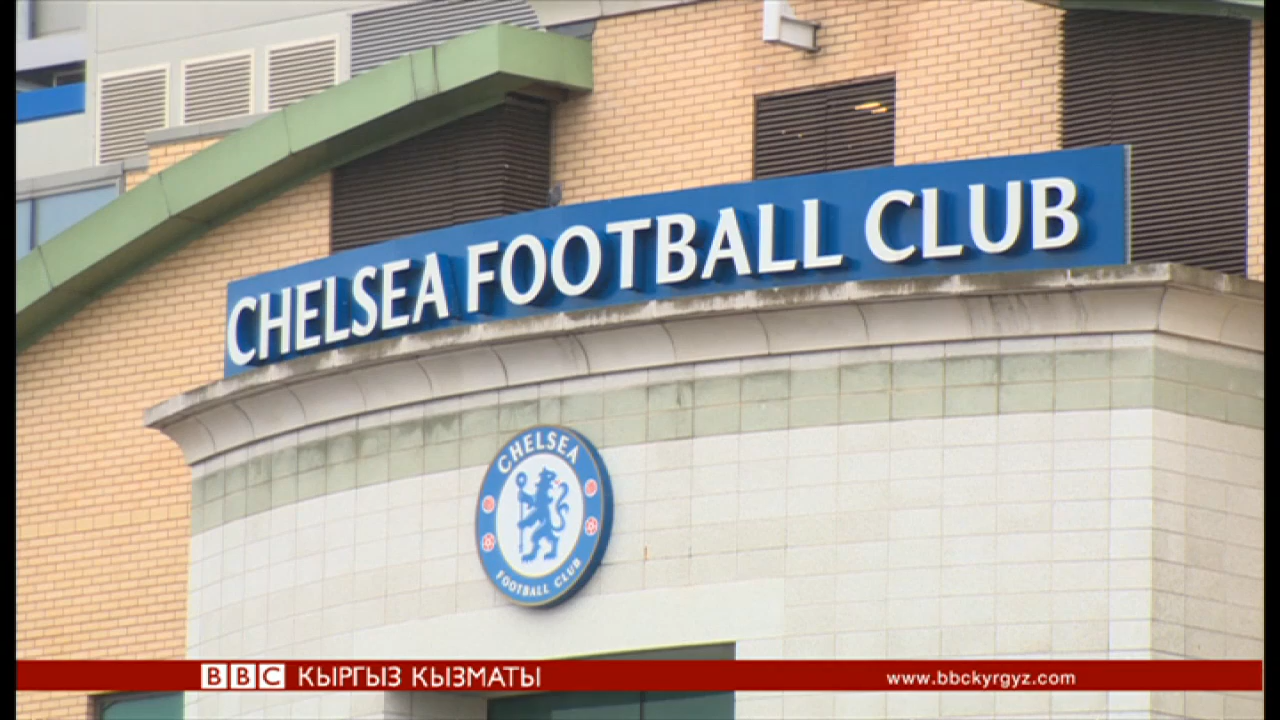 CHELSEA FOOTBALL CLUB
CHELSEA
FOOTBALL CLUB
BBC КЫРГЫЗ КЫЗМАТЫ
www.bbckyrgyz.com